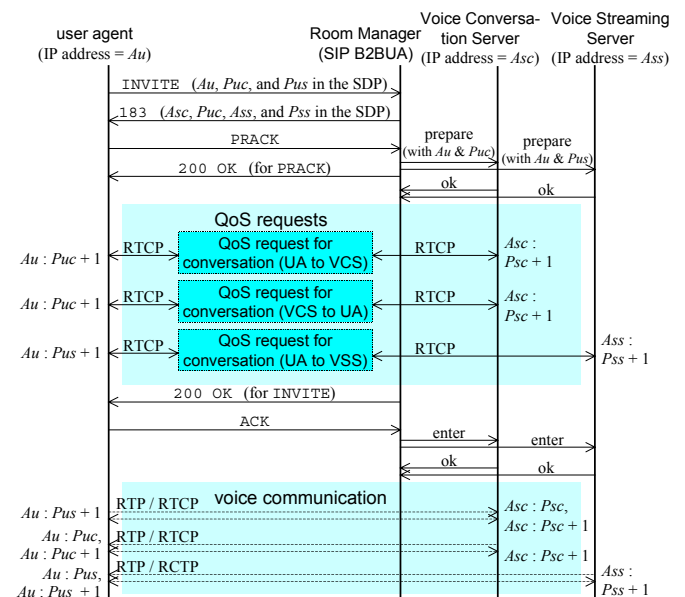 user agent
(IP address = Au)
Room Manager
(SIP B2BUA)
Voice Conversa-
tion Server
(IP address = Asc)
Voice Streaming
Server
(IP address = Ass)
INVITE (Au, Puc, and Pus in the SDP)
183 (Asc, Puc, Ass, and Pss in the SDP)
PRACK
prepare
(with Au & Puc)
prepare
(with Au & Pus)
200 OK (for PRACK)
ok
ok
QoS requests
Au : Puc + 1
RTCP
QoS request for
conversation (UA to VCS)
RTCP
Asc :
Psc + 1
Au : Puc + 1
RTCP
QoS request for
conversation (VCS to UA)
RTCP
Asc :
Psc + 1
Au : Pus + 1
RTCP
QoS request for
conversation (UA to VSS)
RTCP
Ass :
Pss + 1
200 OK (for INVITE)
ACK
enter
enter
ok
ok
voice communication
Au : Pus + 1
RTP / RTCP
Asc : Psc,
Asc : Psc + 1
Au : Puc,
Au : Puc + 1
RTP / RTCP
Asc : Psc + 1
Au : Pus,
Au : Pus + 1
RTP / RCTP
Ass :
Pss + 1